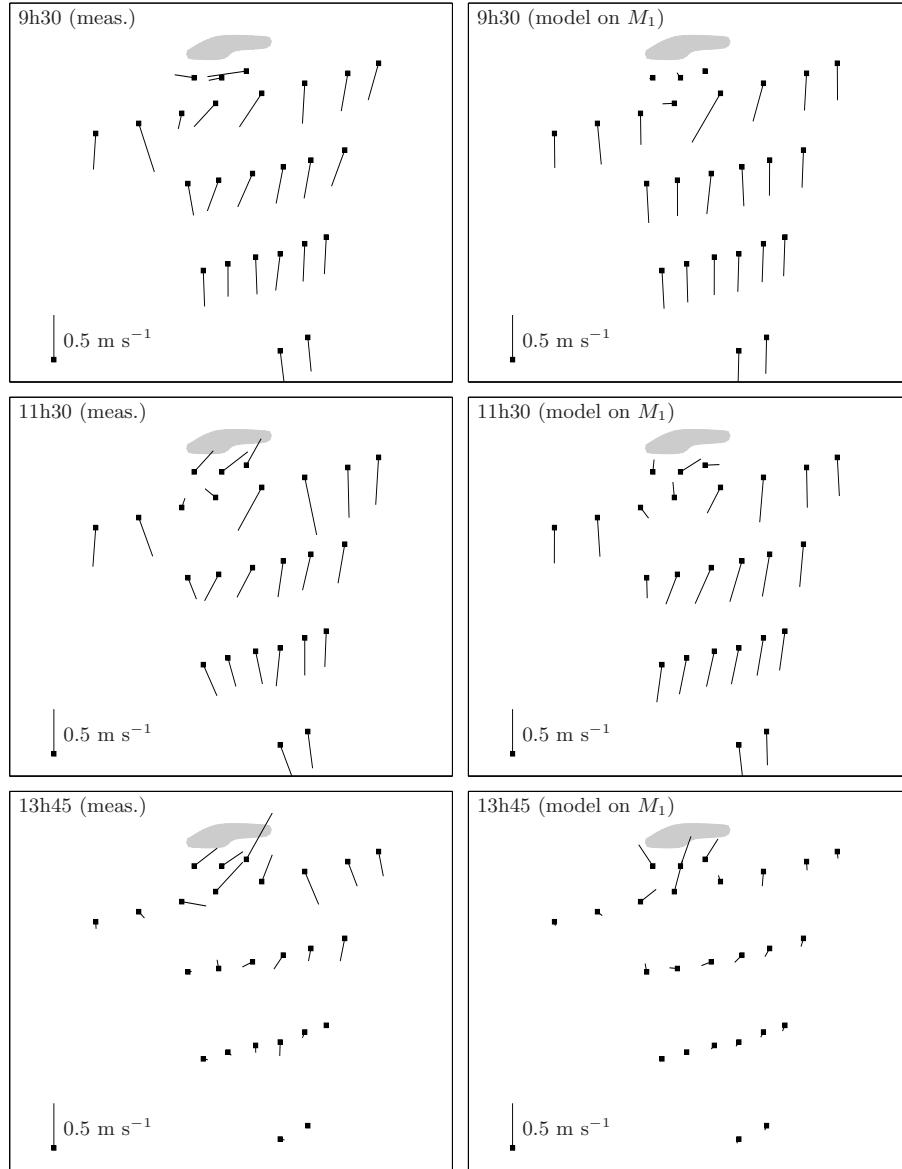 9h30 (meas.)
9h30 (model on M₁)
0.5 m s⁻¹
0.5 m s⁻¹
11h30 (meas.)
11h30 (model on M₁)
0.5 m s⁻¹
0.5 m s⁻¹
13h45 (meas.)
13h45 (model on M₁)
0.5 m s⁻¹
0.5 m s⁻¹